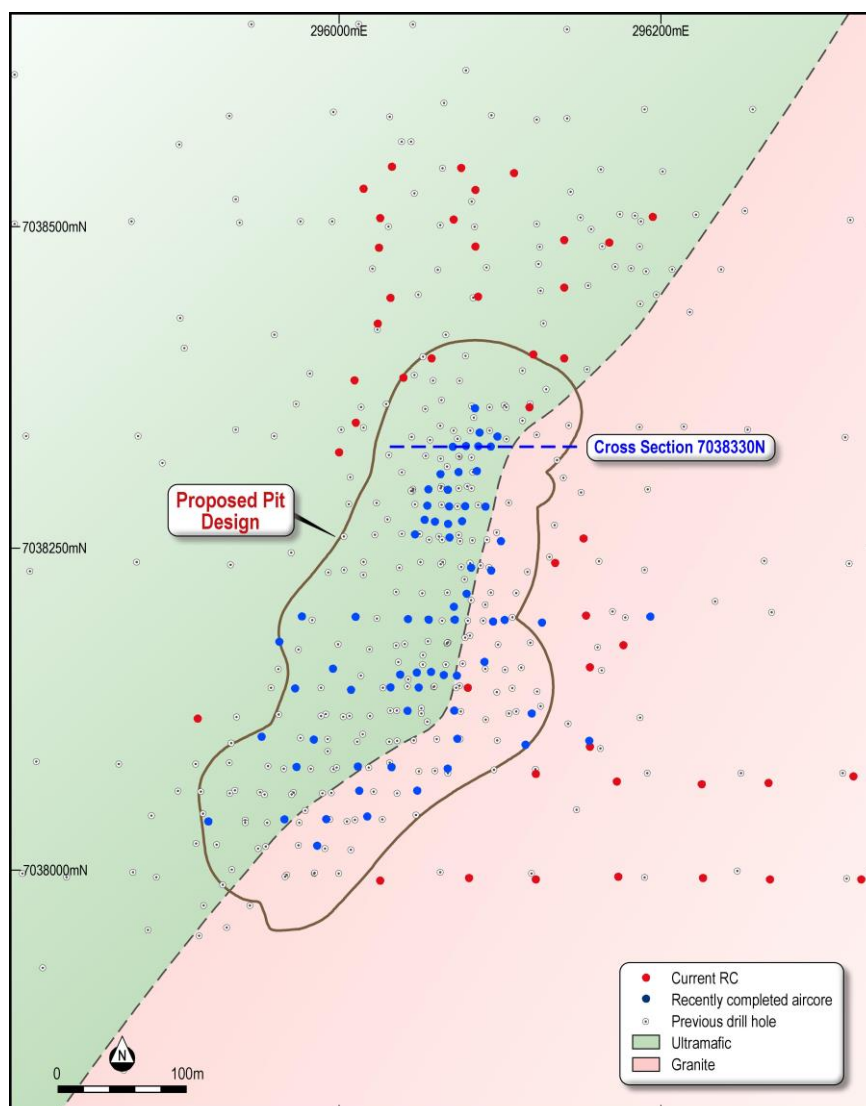 296000mE
296200mE
7038500mN
Cross Section 7038330N
Proposed Pit
Design
7038250mN
7038000mN
Current RC
Recently completed aircore
Previous drill hole
Ultramafic
Granite
N
0
100m